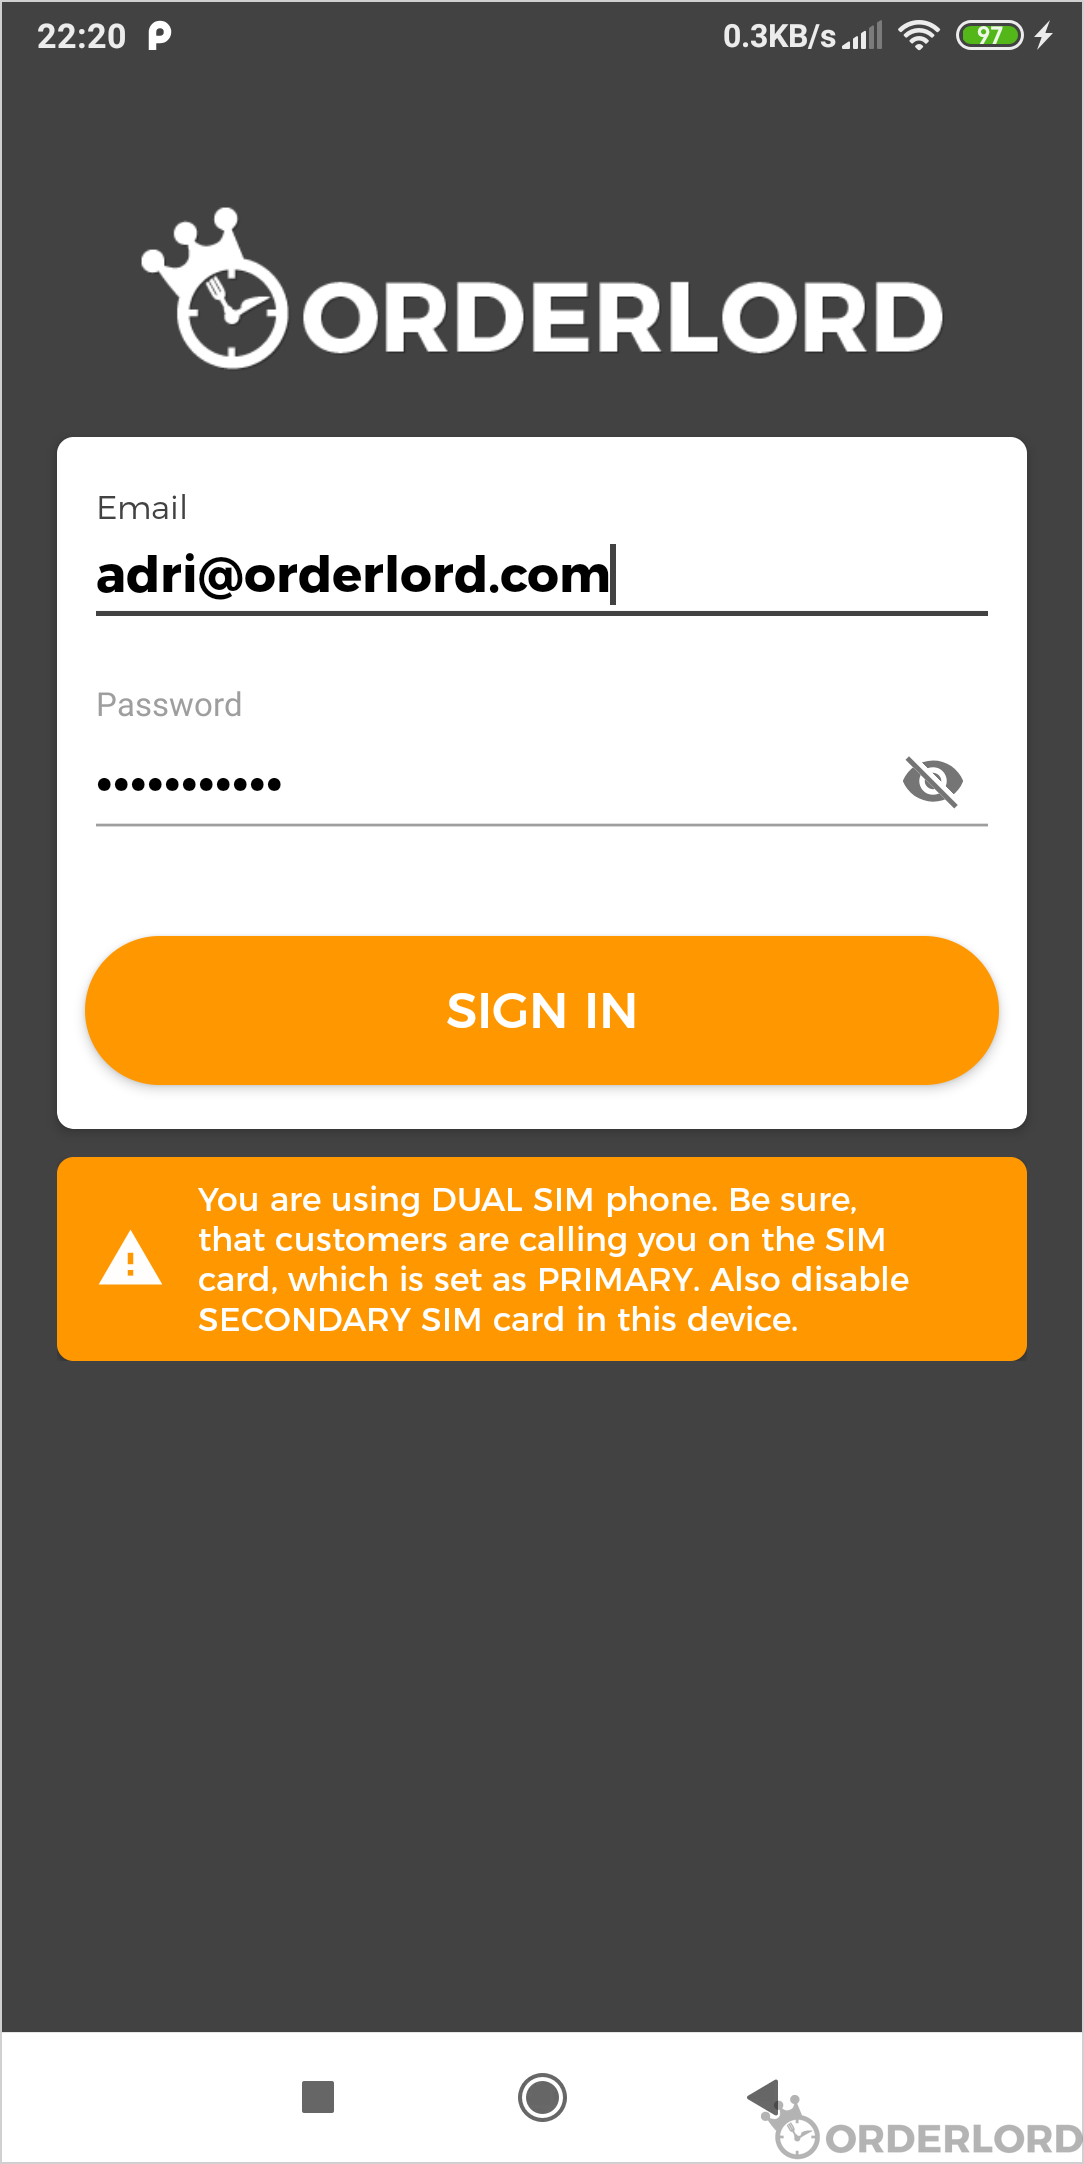 22:20
0.3KB/s
97
ORDERLORD
Email
adri@orderlord.com
Password
SIGN IN
You are using DUAL SIM phone. Be sure,
that customers are calling you on the SIM
card, which is set as PRIMARY. Also disable
SECONDARY SIM card in this device.
ORDERLORD